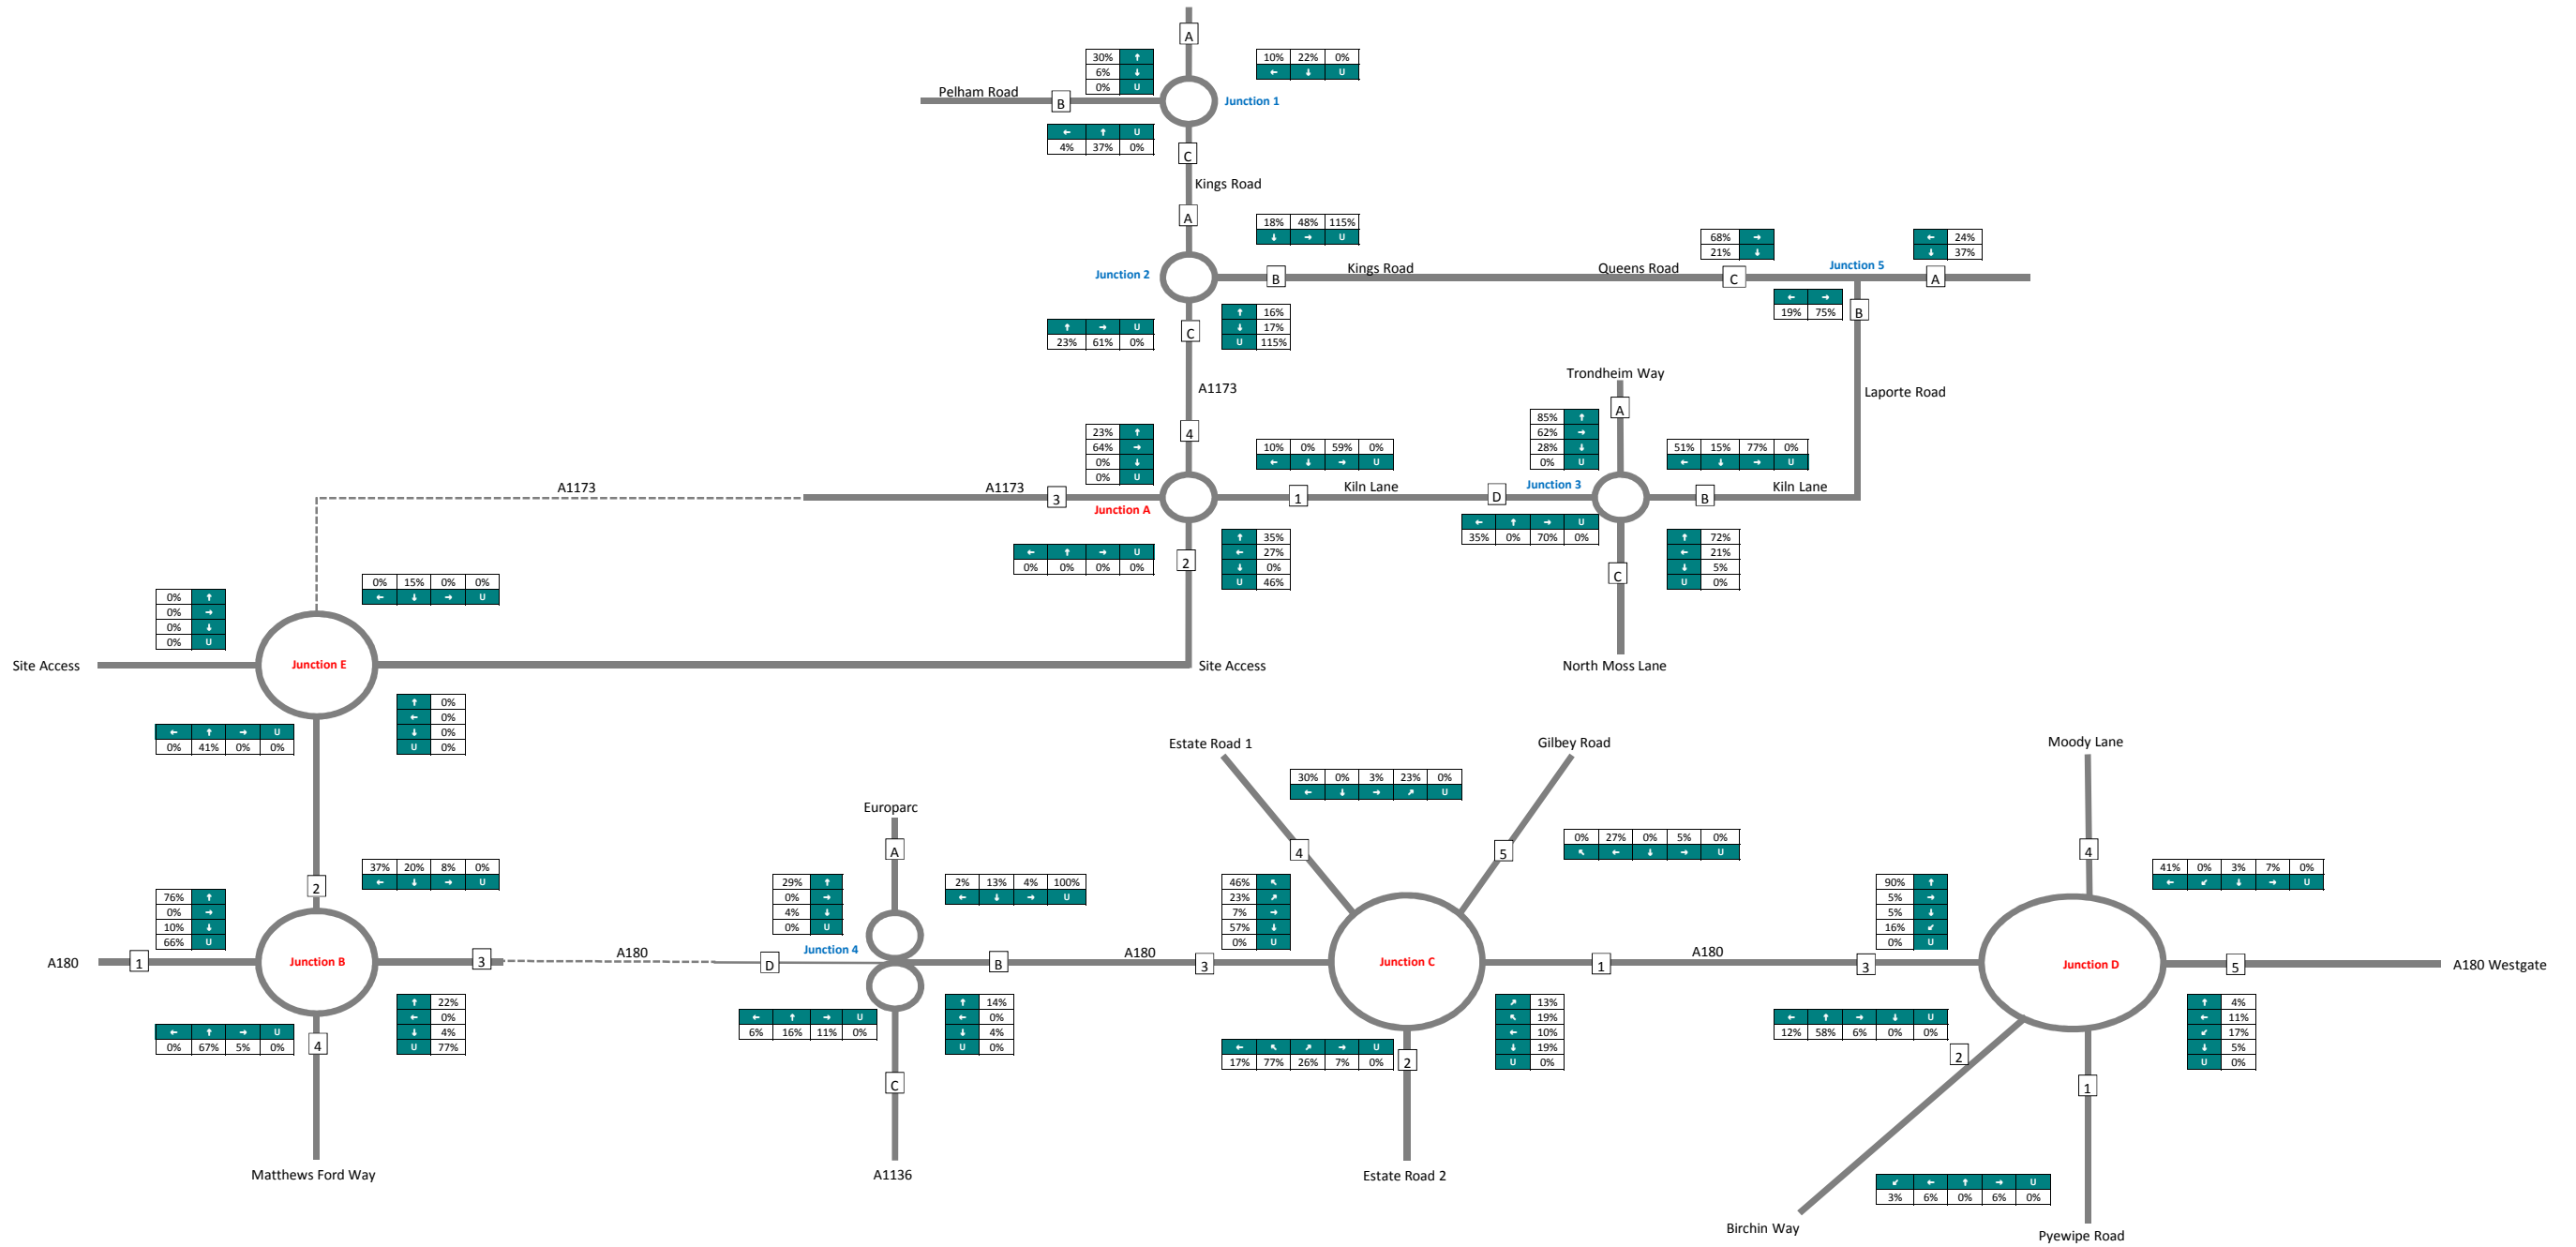 A
30% ↑
6% ↓
0% U
10% 22% 0%
← ↓ U
Pelham Road
B
Junction 1
← ↑ U
4% 37% 0%
C
Kings Road
A
18% 48% 115%
↓ → U
Junction 2
B
Kings Road
Queens Road
68% →
21% ↓
C
Junction 5
← 24%
↓ 37%
A
← →
19% 75%
B
↑ → U
23% 61% 0%
C
↑ 16%
↓ 17%
U 115%
A1173
Trondheim Way
Laporte Road
A
23% ↑
64% →
0% ↓
0% U
4
10% 0% 59% 0%
← ↓ → U
85% ↑
62% →
28% ↓
0% U
51% 15% 77% 0%
← ↓ → U
A1173
A1173
3
Junction A
1
Kiln Lane
D
Junction 3
B
Kiln Lane
← ↑ → U
0% 0% 0% 0%
2
↑ 35%
← 27%
↓ 0%
U 46%
← ↑ → U
35% 0% 70% 0%
C
↑ 72%
← 21%
↓ 5%
U 0%
0% ↑
0% →
0% ↓
0% U
0% 15% 0% 0%
← ↓ → U
Site Access
Junction E
Site Access
North Moss Lane
← ↑ → U
0% 41% 0% 0%
↑ 0%
← 0%
↓ 0%
U 0%
Estate Road 1
Gilbey Road
Moody Lane
30% 0% 3% 23% 0%
← ↓ → ↗ U
Europarc
A
4
5
0% 27% 0% 5% 0%
↖ ← ↓ → U
4
76% ↑
0% →
10% ↓
66% U
2
37% 20% 8% 0%
← ↓ → U
29% ↑
0% →
4% ↓
0% U
2% 13% 4% 100%
← ↓ → U
46% ↖
23% ↗
7% →
57% ↓
0% U
90% ↑
5% →
5% ↓
16% ↙
0% U
41% 0% 3% 7% 0%
← ↙ ↓ → U
A180
1
Junction B
3
A180
D
Junction 4
B
A180
3
Junction C
1
A180
3
Junction D
5
A180 Westgate
← ↑ → U
0% 67% 5% 0%
4
↑ 22%
← 0%
↓ 4%
U 77%
← ↑ → U
6% 16% 11% 0%
C
↑ 14%
← 0%
↓ 4%
U 0%
← ↖ ↗ → U
17% 77% 26% 7% 0%
2
↗ 13%
↖ 19%
← 10%
↓ 19%
U 0%
← ↑ → ↓ U
12% 58% 6% 0% 0%
2
1
↑ 4%
← 11%
↙ 17%
↓ 5%
U 0%
Matthews Ford Way
A1136
Estate Road 2
↙ ← ↑ → U
3% 6% 0% 6% 0%
Birchin Way
Pyewipe Road